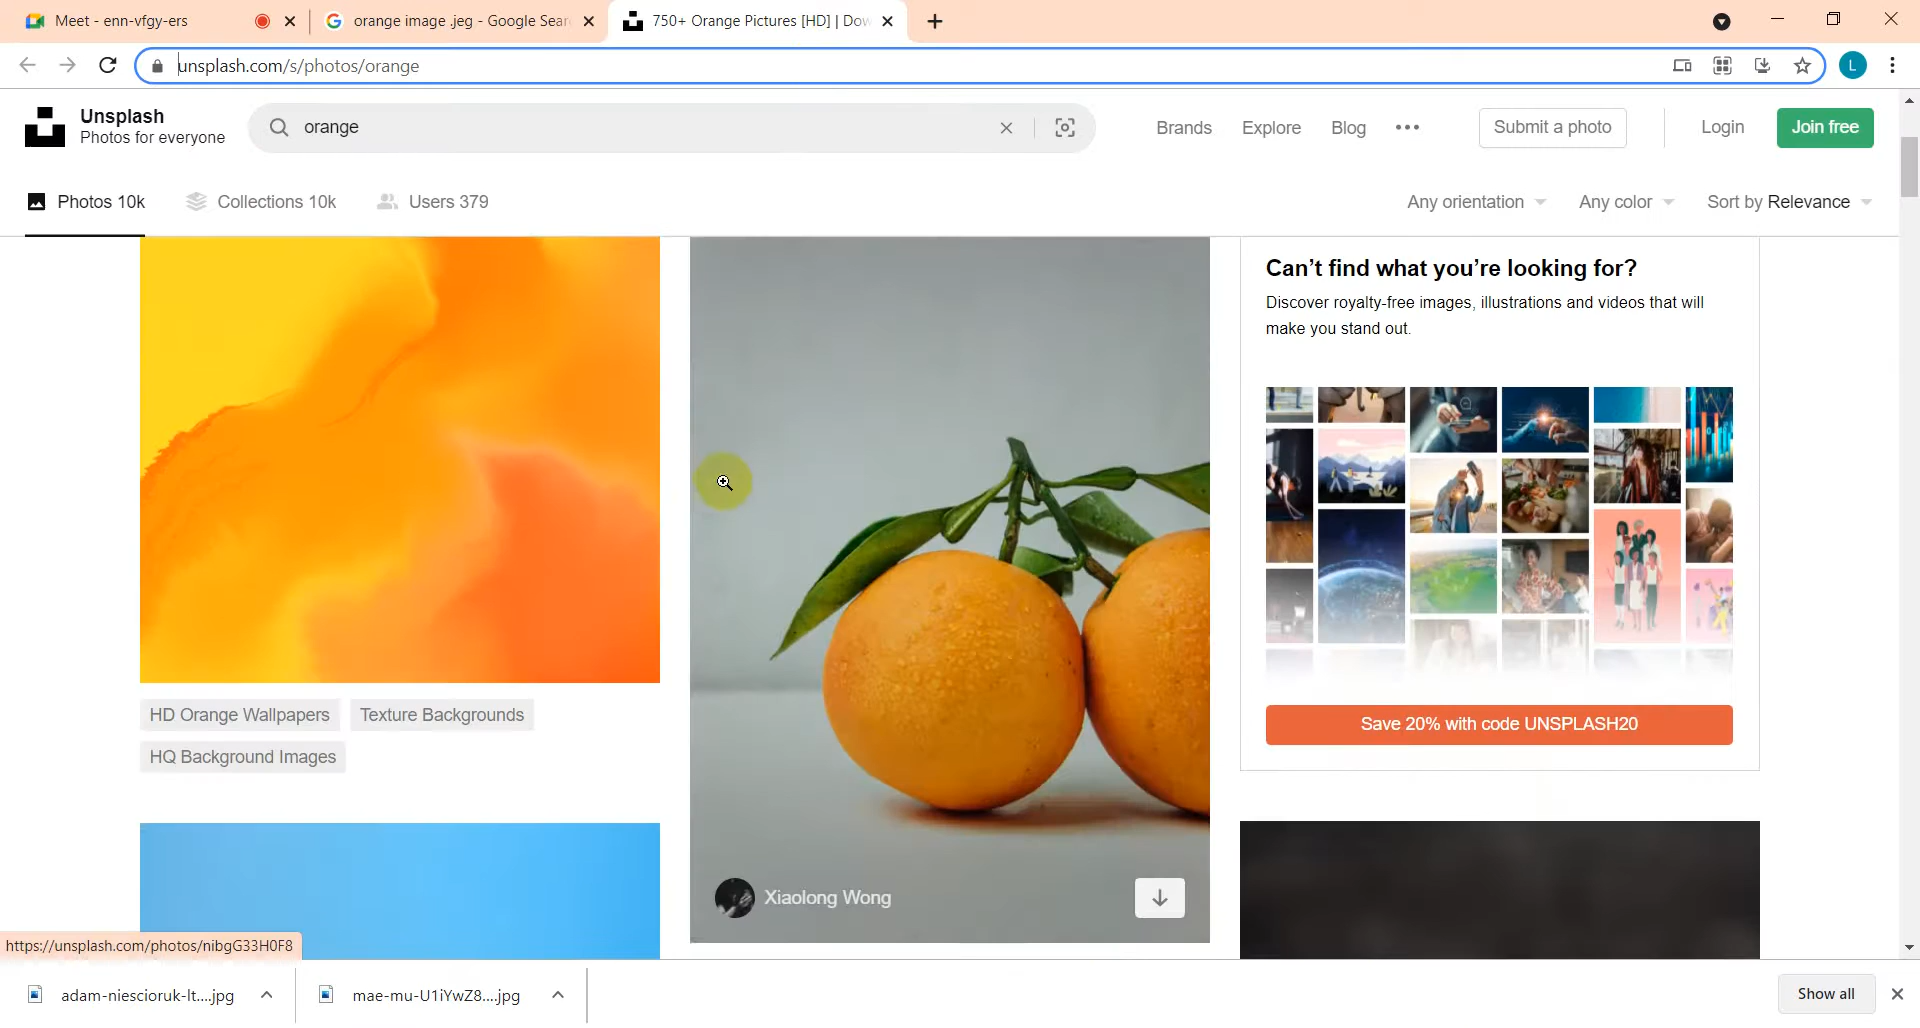 Meet - enn-vfgy-ers
orange image .jeg - Google Sear
750+ Orange Pictures [HD] | Dow
unsplash.com/s/photos/orange
L
Unsplash
Photos for everyone
orange
Brands
Explore
Blog
Submit a photo
Login
Join free
Photos 10k
Collections 10k
Users 379
Any orientation
Any color
Sort by Relevance
Can’t find what you’re looking for?
Discover royalty-free images, illustrations and videos that will
make you stand out.
Save 20% with code UNSPLASH20
HD Orange Wallpapers
Texture Backgrounds
HQ Background Images
Xiaolong Wong
https://unsplash.com/photos/nibgG33H0F8
adam-niescioruk-lt....jpg
mae-mu-U1iYwZ8....jpg
Show all